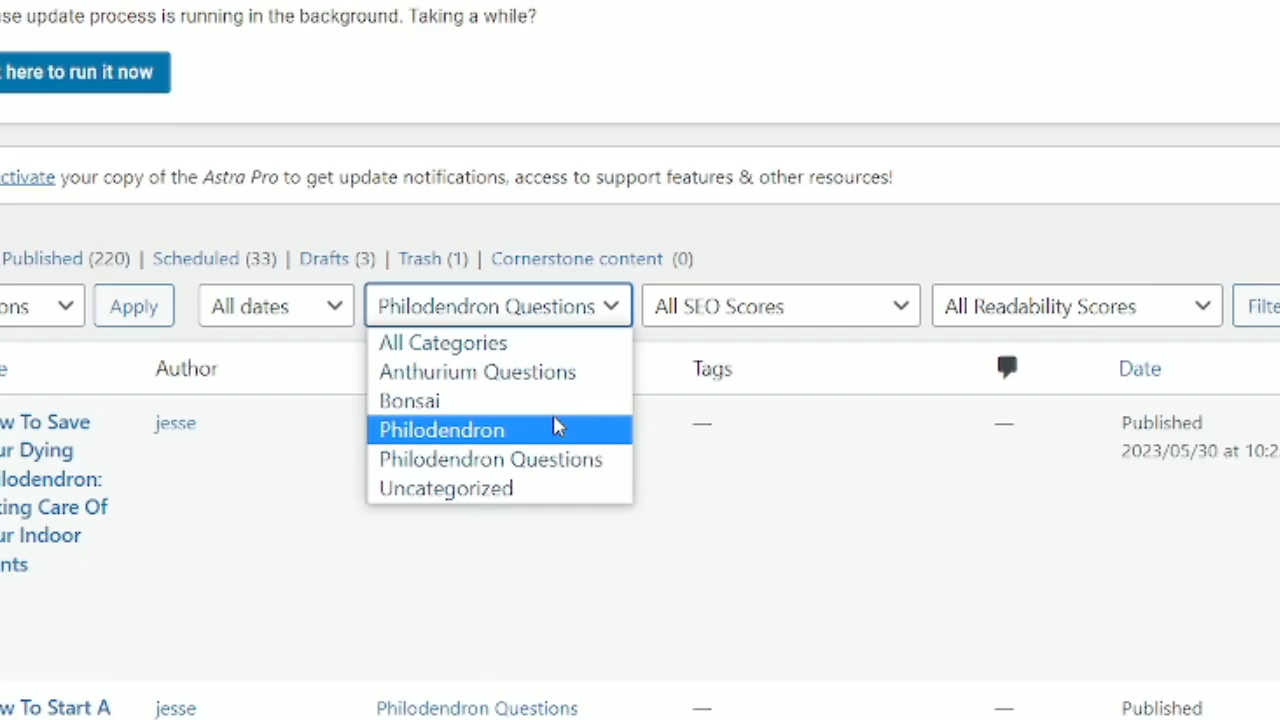 se update process is running in the background. Taking a while?
here to run it now
ctivate your copy of the Astra Pro to get update notifications, access to support features & other resources!
Published (220) | Scheduled (33) | Drafts (3) | Trash (1) | Cornerstone content (0)
ons Apply All dates Philodendron Questions All SEO Scores All Readability Scores Filte
All Categories
Anthurium Questions
Bonsai
Philodendron
Philodendron Questions
Uncategorized
e Author Tags Date
w To Save jesse — — Published
ur Dying 2023/05/30 at 10:2
ilodendron:
king Care Of
ur Indoor
nts
w To Start A jesse Philodendron Questions — — Published